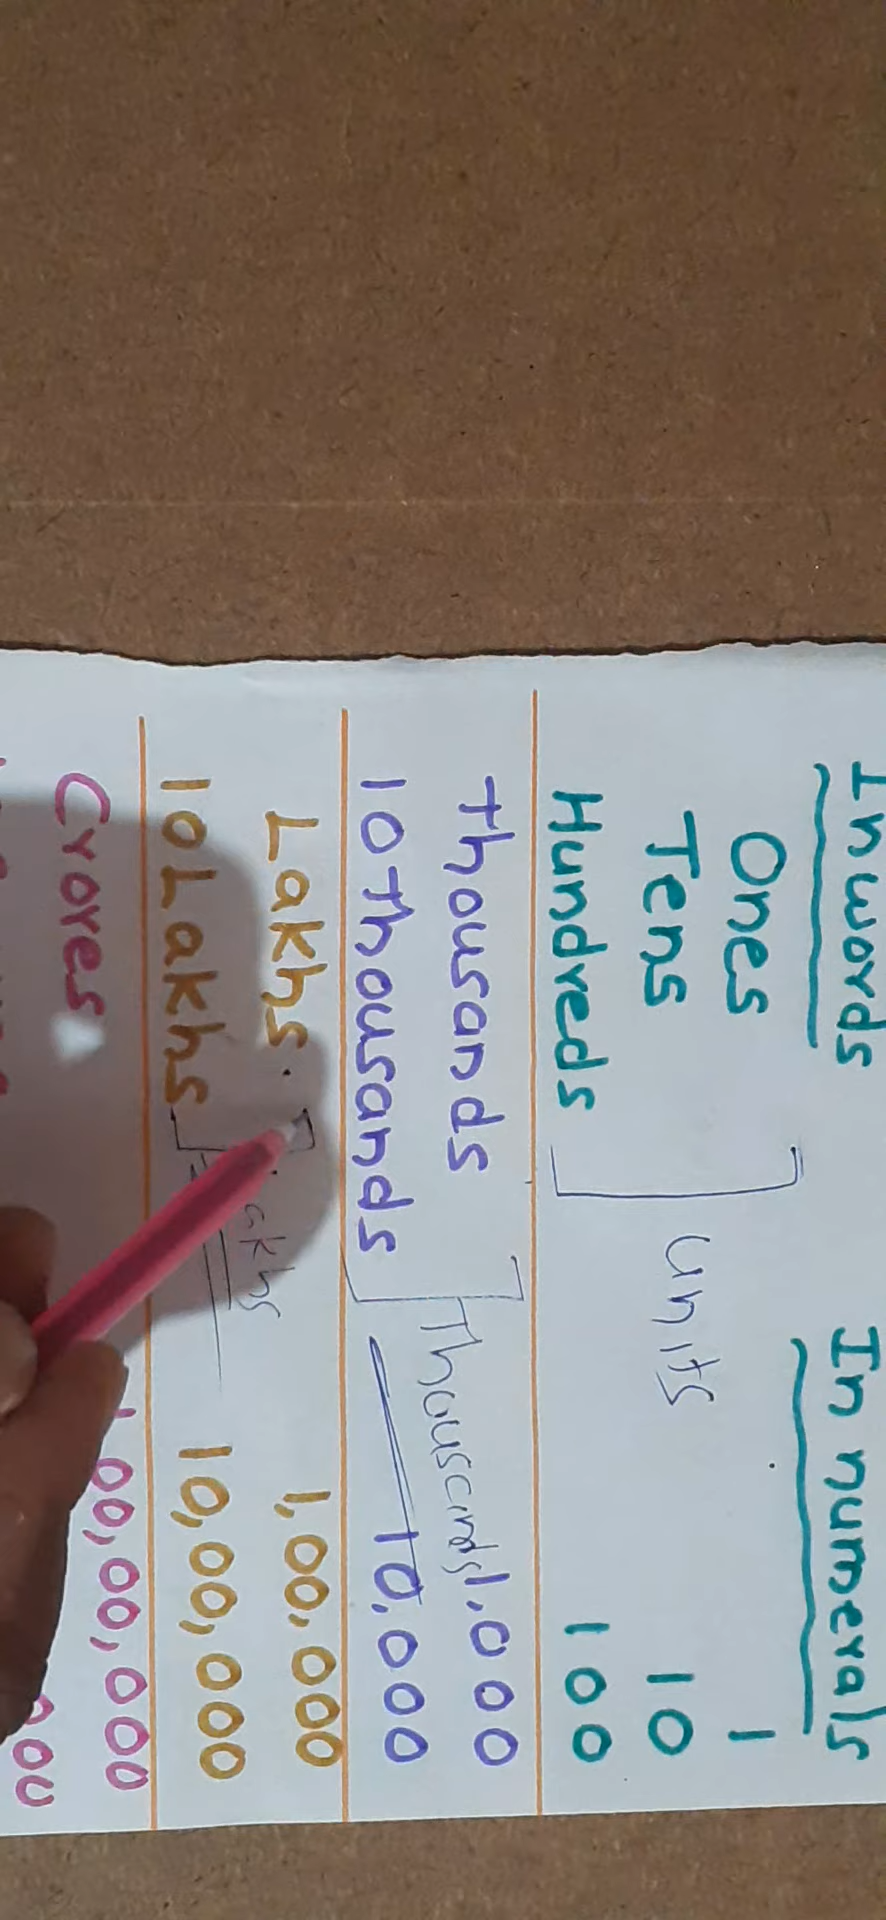 In words In numerals
Ones 1
Tens 10
Hundreds 100
units
Thousands 1,000
10 Thousands 10,000
Thousands
Lakhs 1,00,000
10 Lakhs 10,00,000
Crores 1,00,00,000